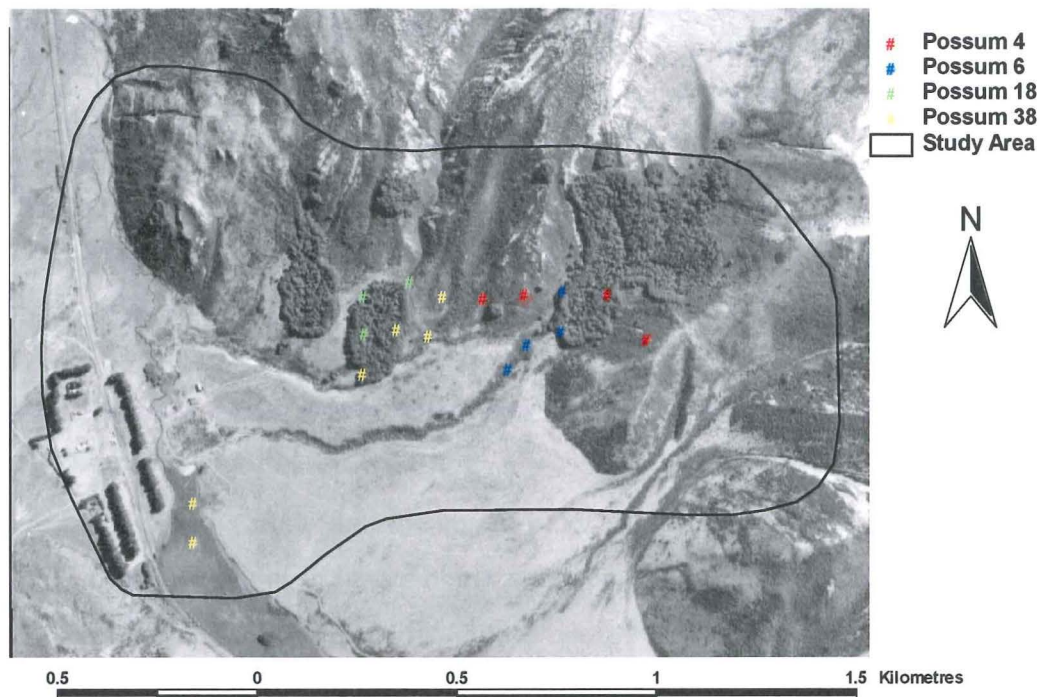 # Possum 4
# Possum 6
# Possum 18
# Possum 38
Study Area
N
# # # # # # # # # # # # # # # # # #
0.5 0 0.5 1 1.5 Kilometres